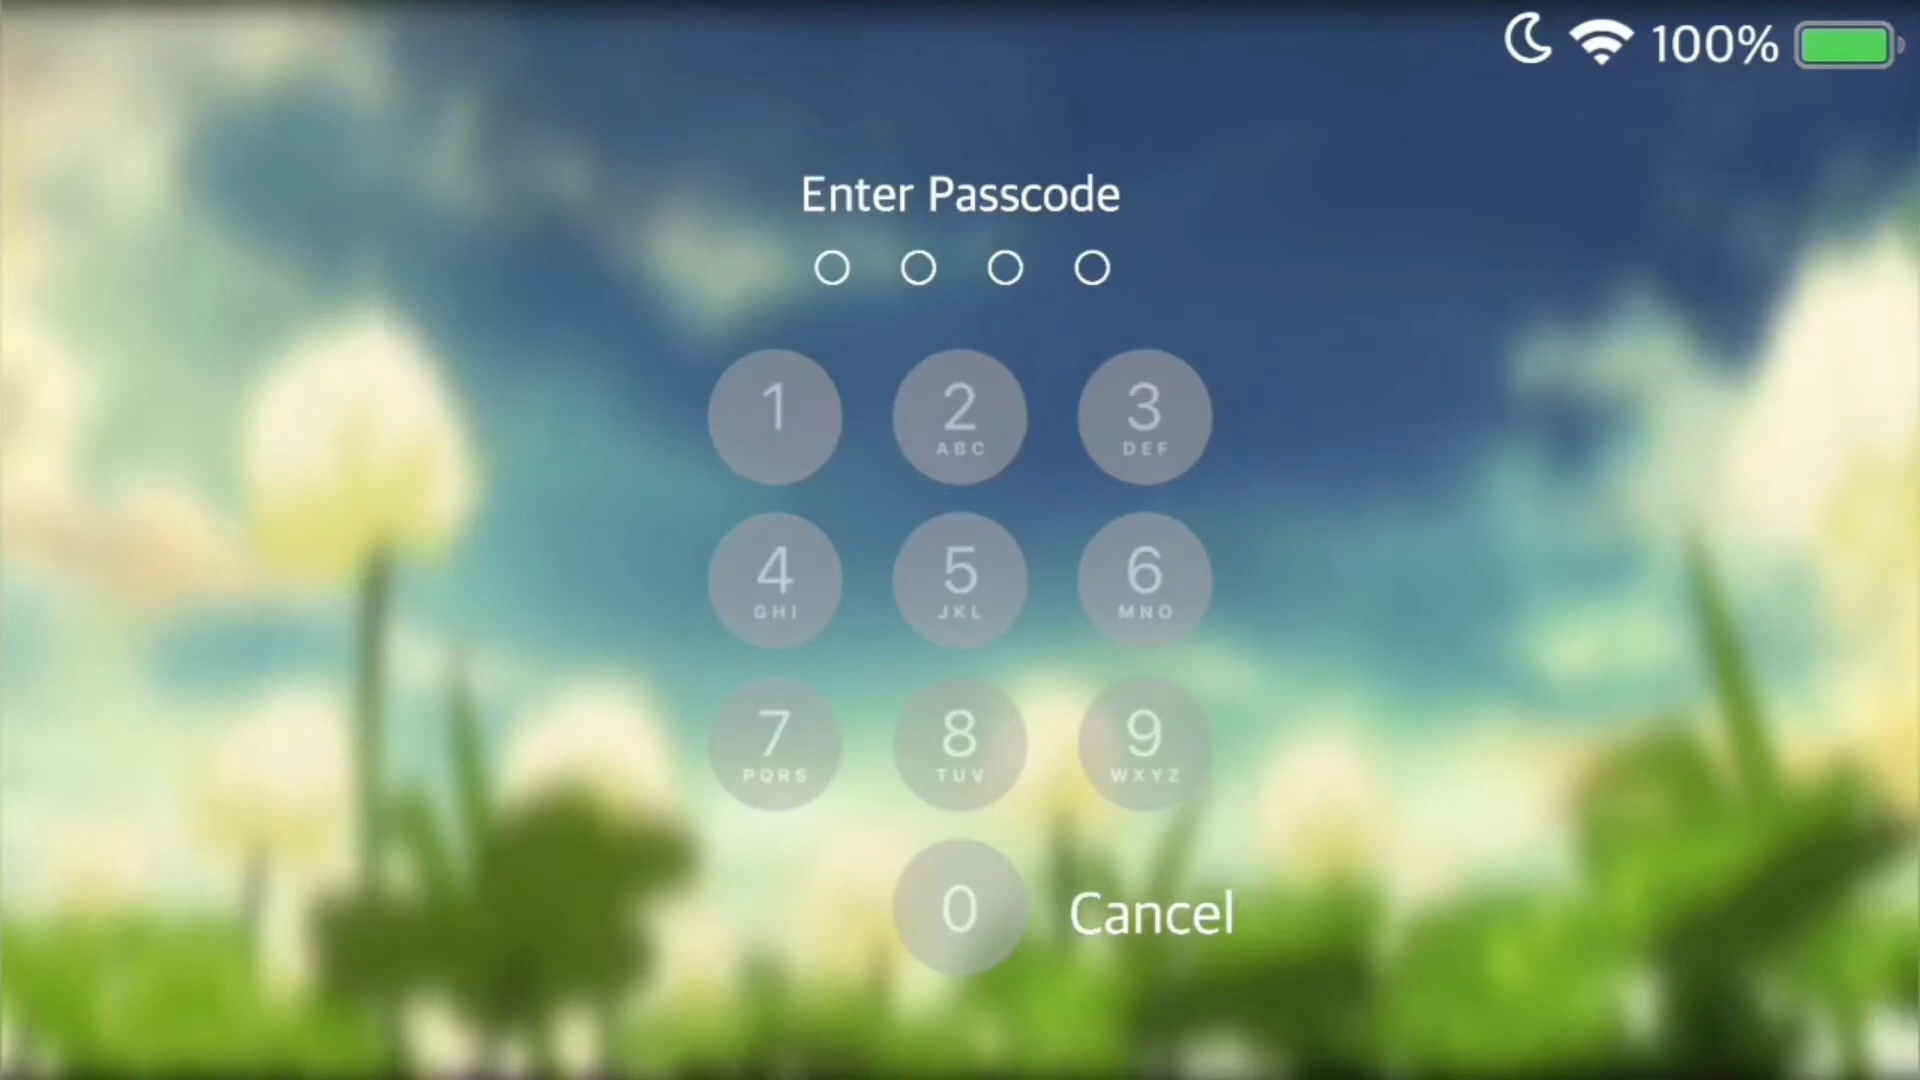 100%
Enter Passcode
1 2 3
ABC DEF
4 5 6
GHI JKL MNO
7 8 9
PQRS TUV WXYZ
0 Cancel